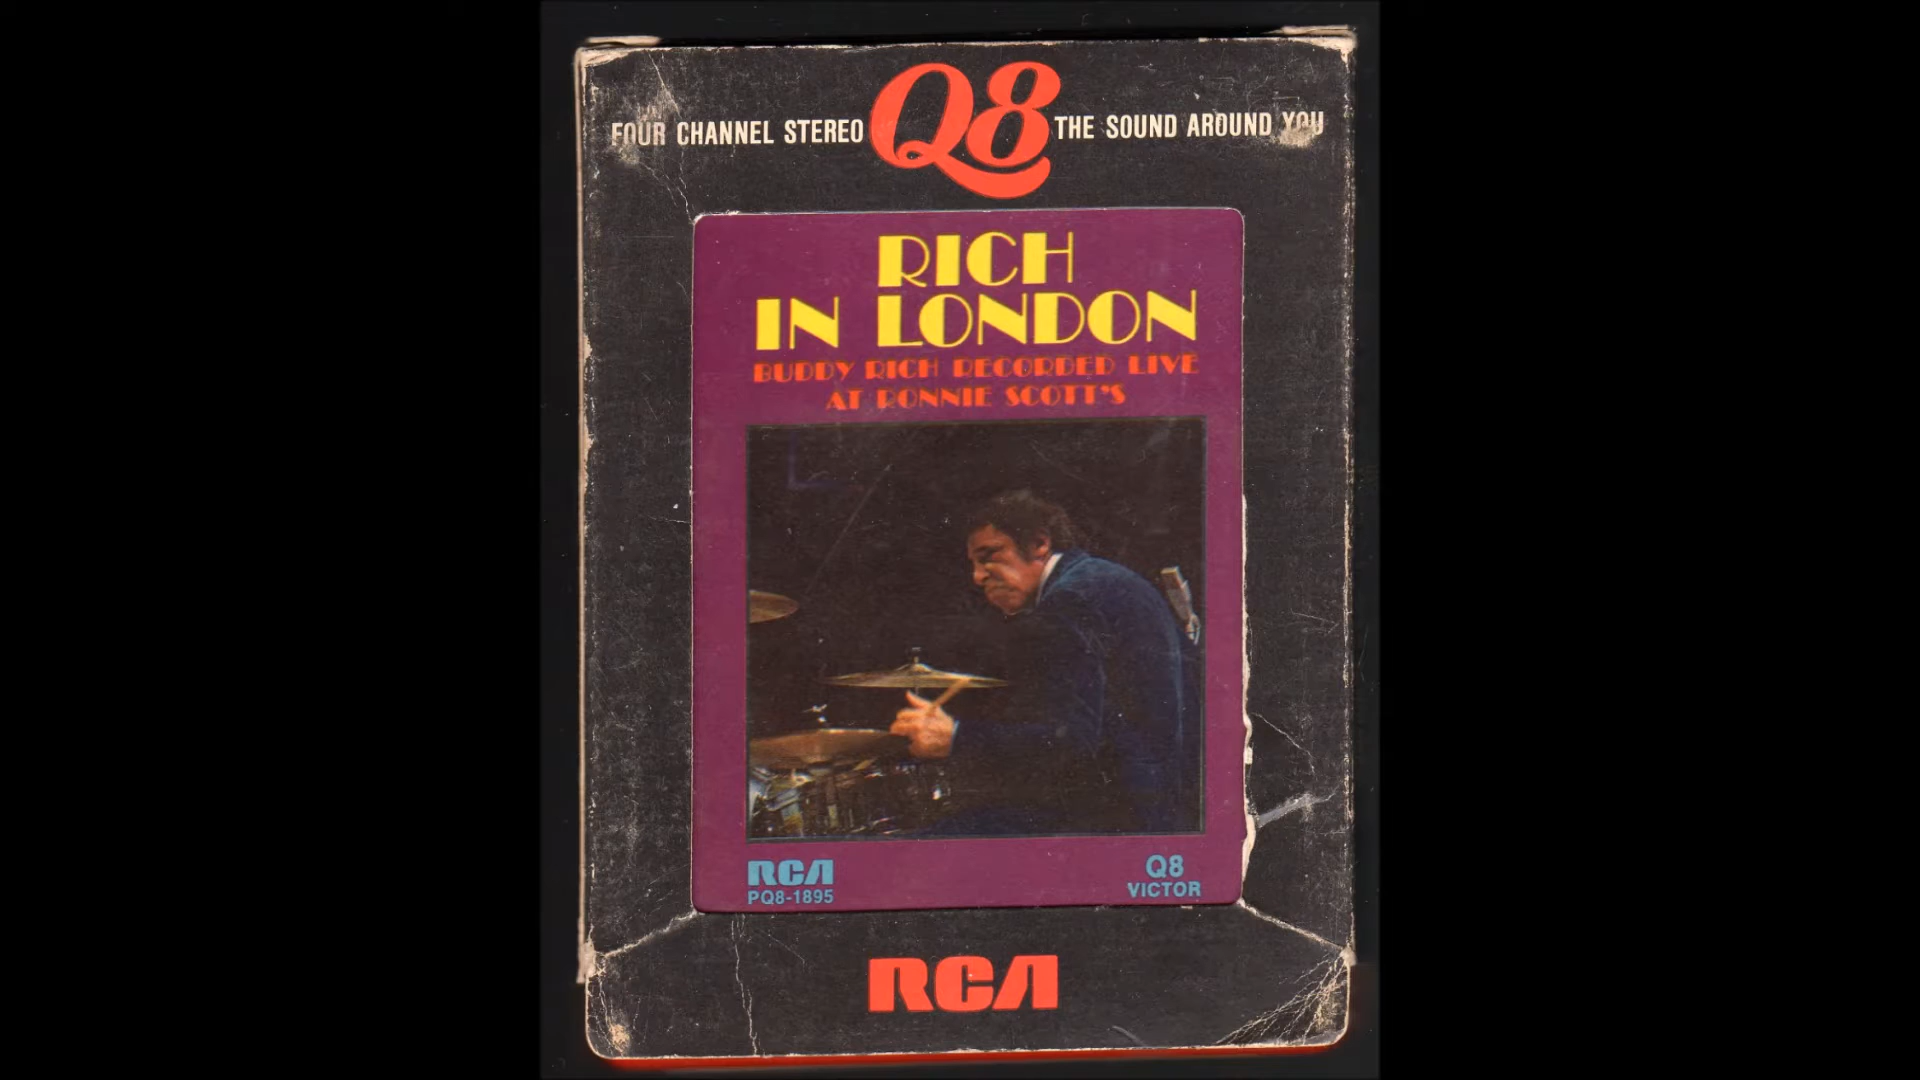 Q8
FOUR CHANNEL STEREO
THE SOUND AROUND YOU
RICH
IN LONDON
BUDDY RICH RECORDED LIVE
AT RONNIE SCOTT'S
RCA
PQ8-1895
Q8
VICTOR
RCA